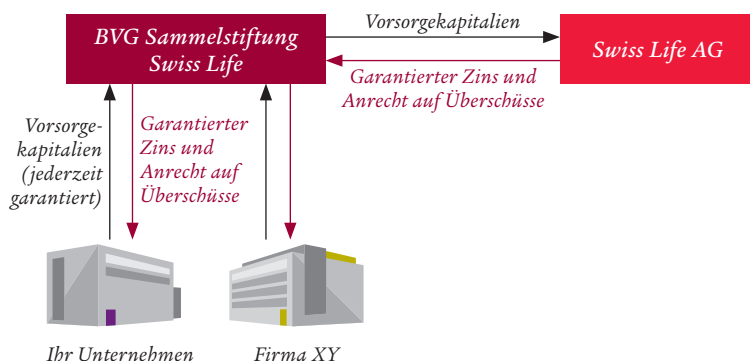 BVG Sammelstiftung
Swiss Life
Vorsorgekapitalien
Swiss Life AG
Garantierter Zins und
Anrecht auf Überschüsse
Vorsorge-
kapitalien
(jederzeit
garantiert)
Garantierter
Zins und
Anrecht auf
Überschüsse
Ihr Unternehmen
Firma XY